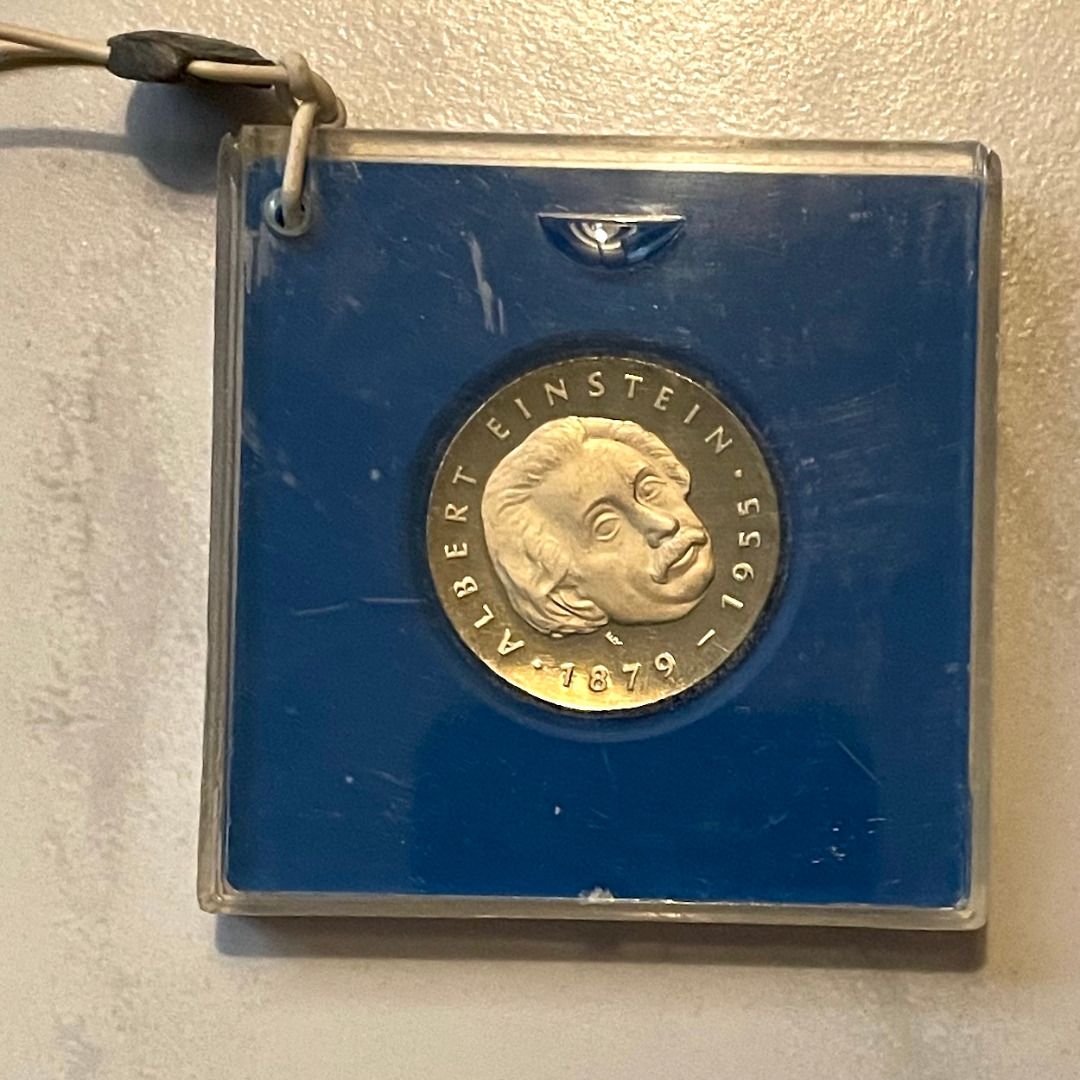 ALBERT EINSTEIN · 1879 – 1955 ·